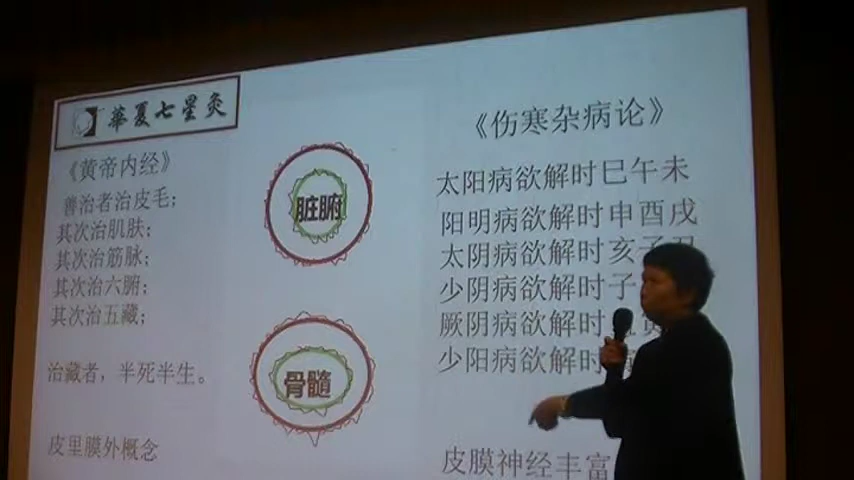 華夏七星灸
《黄帝内经》
善治者治皮毛;
其次治肌肤;
其次治筋脉;
其次治六腑;
其次治五藏;
治藏者，半死半生。
皮里膜外概念
脏腑
骨髓
《伤寒杂病论》
太阳病欲解时巳午未
阳明病欲解时申酉戌
太阴病欲解时亥子丑
少阴病欲解时子
厥阴病欲解时
少阳病欲解时
皮膜神经丰富